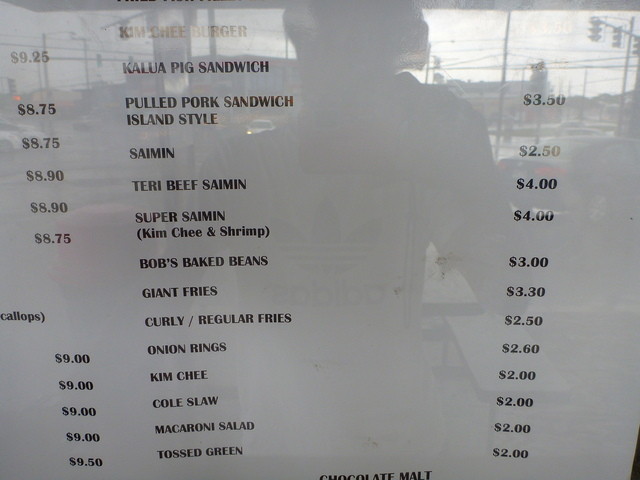 KIM CHEE BURGER
$9.25
KALUA PIG SANDWICH
$8.75 PULLED PORK SANDWICH $3.50
ISLAND STYLE
$8.75 SAIMIN $2.50
$8.90 TERI BEEF SAIMIN $4.00
$8.90 SUPER SAIMIN $4.00
$8.75 (Kim Chee & Shrimp)
BOB'S BAKED BEANS $3.00
GIANT FRIES $3.30
callops) CURLY / REGULAR FRIES $2.50
$9.00 ONION RINGS $2.60
$9.00 KIM CHEE $2.00
$9.00 COLE SLAW $2.00
$9.00 MACARONI SALAD $2.00
$9.50 TOSSED GREEN $2.00
CHOCOLATE MALT
adidas